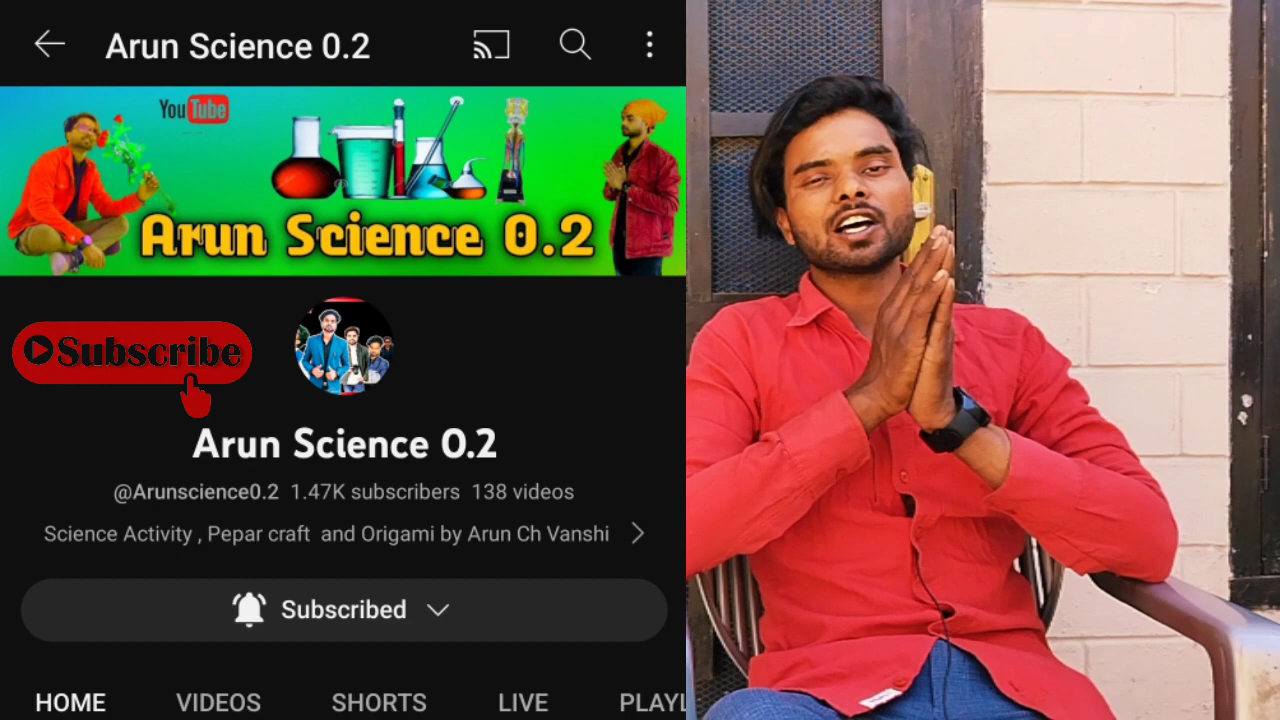 Arun Science 0.2
YouTube
Arun Science 0.2
Subscribe
Arun Science 0.2
@Arunscience0.2 1.47K subscribers 138 videos
Science Activity , Pepar craft and Origami by Arun Ch Vanshi
Subscribed
HOME VIDEOS SHORTS LIVE PLAYL